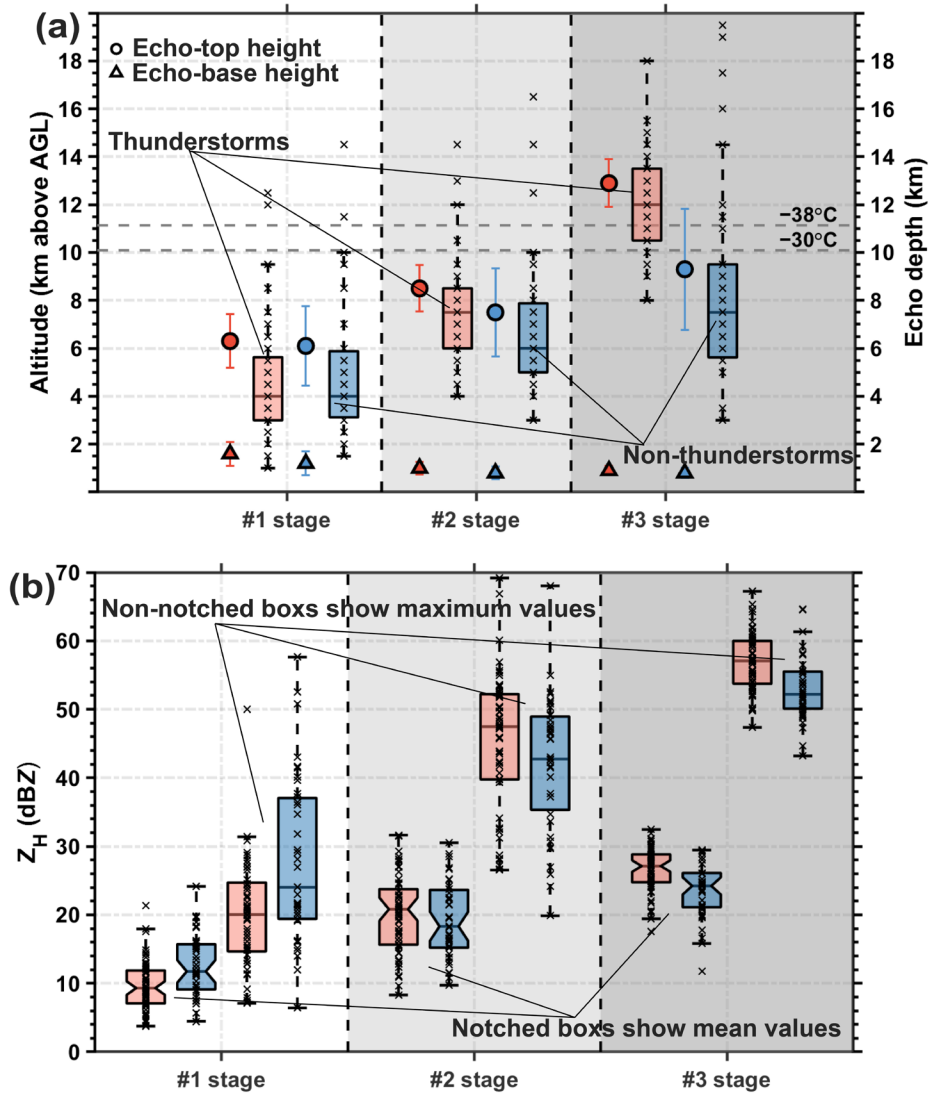 (a)
Echo-top height
Echo-base height
Thunderstorms
Non-thunderstorms
−38°C
−30°C
Altitude (km above AGL)
18
16
14
12
10
8
6
4
2
Echo depth (km)
18
16
14
12
10
8
6
4
2
#1 stage
#2 stage
#3 stage
(b)
Non-notched boxs show maximum values
Notched boxs show mean values
Z_H (dBZ)
70
60
50
40
30
20
10
0
#1 stage
#2 stage
#3 stage